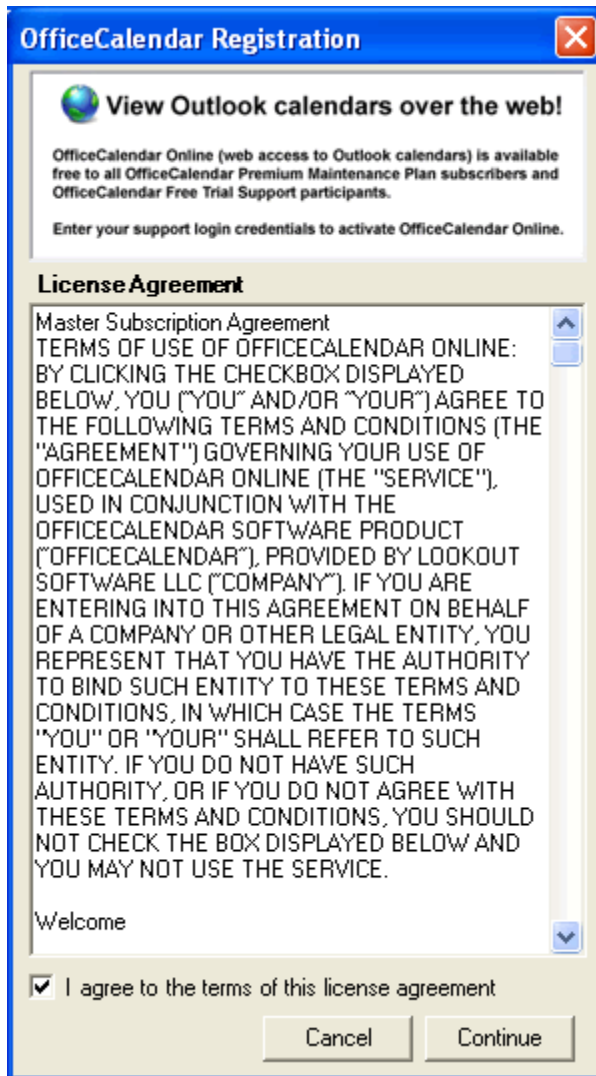 OfficeCalendar Registration
View Outlook calendars over the web!
OfficeCalendar Online (web access to Outlook calendars) is available
free to all OfficeCalendar Premium Maintenance Plan subscribers and
OfficeCalendar Free Trial Support participants.
Enter your support login credentials to activate OfficeCalendar Online.
License Agreement
Master Subscription Agreement
TERMS OF USE OF OFFICECALENDAR ONLINE:
BY CLICKING THE CHECKBOX DISPLAYED
BELOW, YOU ("YOU" AND/OR "YOUR") AGREE TO
THE FOLLOWING TERMS AND CONDITIONS (THE
"AGREEMENT") GOVERNING YOUR USE OF
OFFICECALENDAR ONLINE (THE "SERVICE"),
USED IN CONJUNCTION WITH THE
OFFICECALENDAR SOFTWARE PRODUCT
("OFFICECALENDAR"), PROVIDED BY LOOKOUT
SOFTWARE LLC ("COMPANY"). IF YOU ARE
ENTERING INTO THIS AGREEMENT ON BEHALF
OF A COMPANY OR OTHER LEGAL ENTITY, YOU
REPRESENT THAT YOU HAVE THE AUTHORITY
TO BIND SUCH ENTITY TO THESE TERMS AND
CONDITIONS, IN WHICH CASE THE TERMS
"YOU" OR "YOUR" SHALL REFER TO SUCH
ENTITY. IF YOU DO NOT HAVE SUCH
AUTHORITY, OR IF YOU DO NOT AGREE WITH
THESE TERMS AND CONDITIONS, YOU SHOULD
NOT CHECK THE BOX DISPLAYED BELOW AND
YOU MAY NOT USE THE SERVICE.
Welcome
I agree to the terms of this license agreement
Cancel
Continue